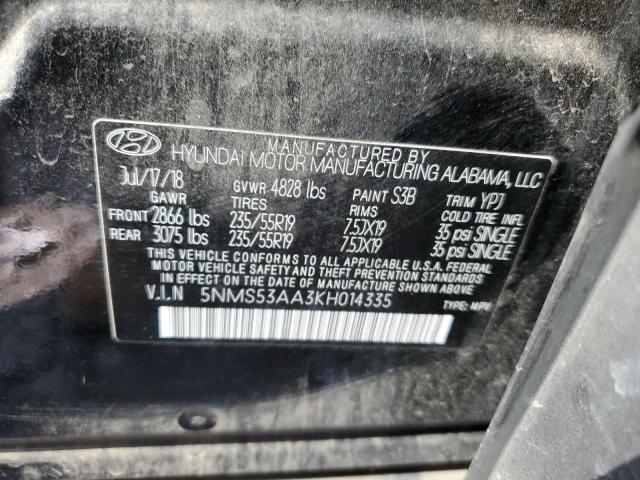 MANUFACTURED BY
HYUNDAI MOTOR MANUFACTURING ALABAMA, LLC
Jul/17/18 GVWR 4828 lbs PAINT S3B TRIM YPJ
GAWR TIRES RIMS COLD TIRE INFL
FRONT 2866 lbs 235/55R19 7.5JX19 35 psi SINGLE
REAR 3075 lbs 235/55R19 7.5JX19 35 psi SINGLE
THIS VEHICLE CONFORMS TO ALL APPLICABLE U.S.A. FEDERAL
MOTOR VEHICLE SAFETY AND THEFT PREVENTION STANDARDS
IN EFFECT ON THE DATE OF MANUFACTURE SHOWN ABOVE.
V.I.N 5NMS53AA3KH014335
TYPE: MPV